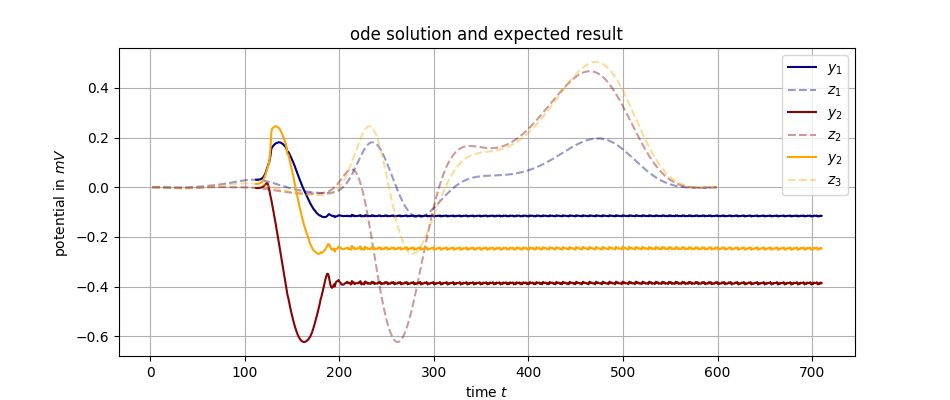 ode solution and expected result
potential in mV
0.4
0.2
0.0
−0.2
−0.4
−0.6
y₁
z₁
y₂
z₂
y₂
z₃
0 100 200 300 400 500 600 700
time t